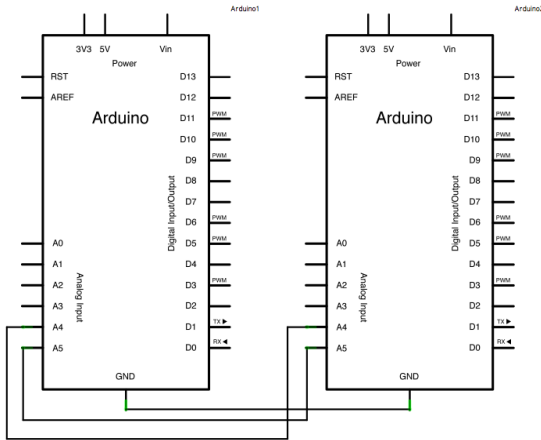 Arduino1
3V3 5V Vin
Power
RST D13
AREF D12
Arduino
D11 PWM
D10 PWM
D9 PWM
D8
D7
D6 PWM
Digital Input/Output
A0 D5 PWM
A1 D4
A2 D3 PWM
A3 D2
Analog Input
A4 D1 TX
A5 D0 RX
GND
Arduino2
3V3 5V Vin
Power
RST D13
AREF D12
Arduino
D11 PWM
D10 PWM
D9 PWM
D8
D7
D6 PWM
Digital Input/Output
A0 D5 PWM
A1 D4
A2 D3 PWM
A3 D2
Analog Input
A4 D1 TX
A5 D0 RX
GND